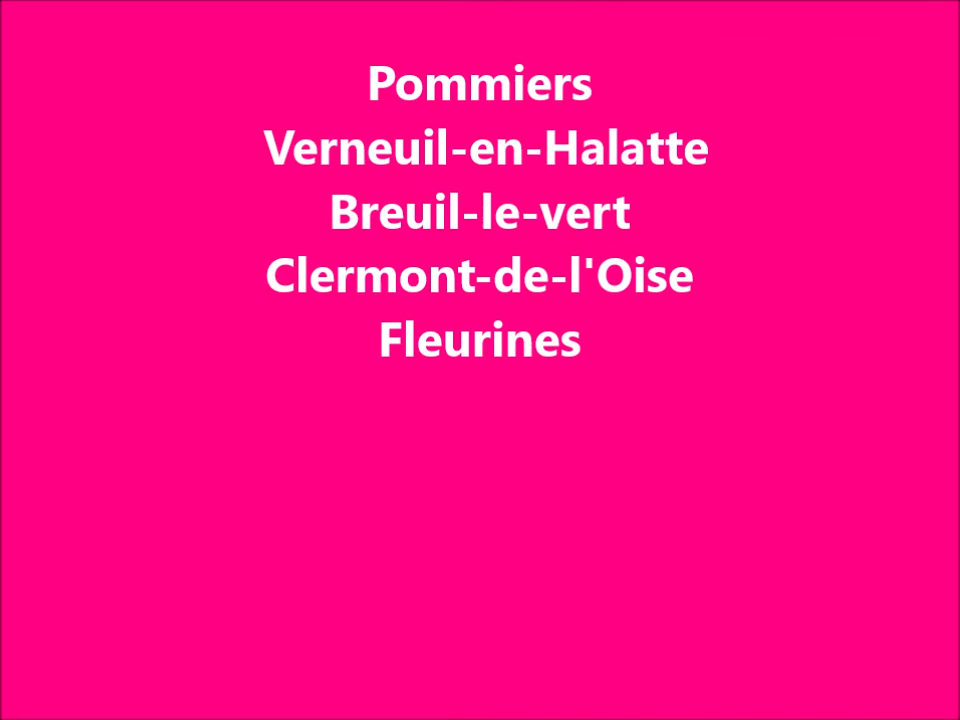 Pommiers
Verneuil-en-Halatte
Breuil-le-vert
Clermont-de-l'Oise
Fleurines